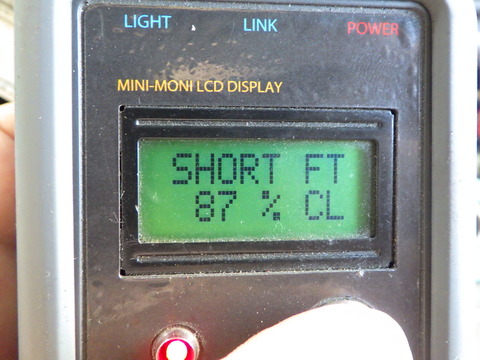 LIGHT LINK POWER
MINI-MONI LCD DISPLAY
SHORT FT
87 % CL